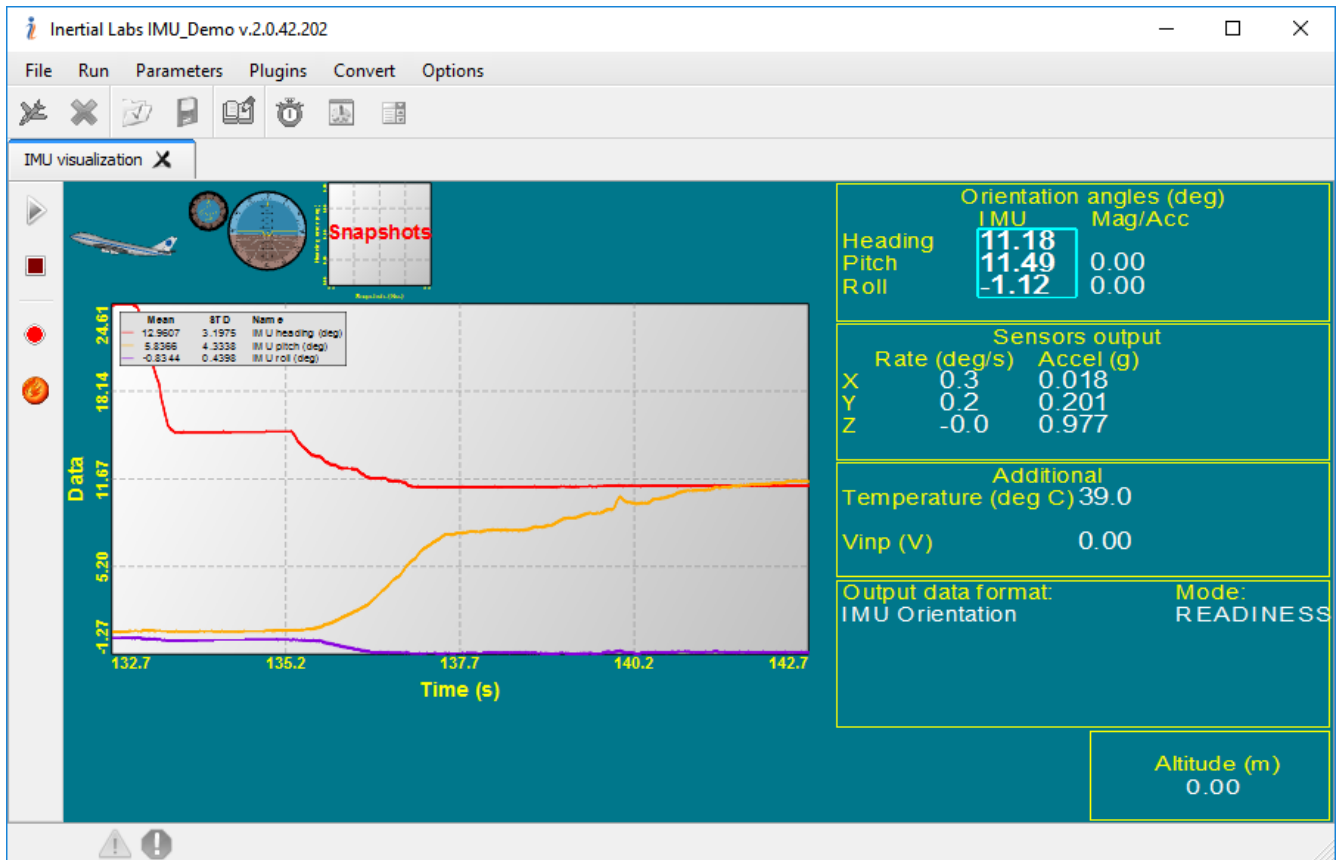 Inertial Labs IMU_Demo v.2.0.42.202
File Run Parameters Plugins Convert Options
IMU visualization
Snapshots
Orientation angles (deg)
IMU Mag/Acc
Heading 11.18
Pitch 11.49 0.00
Roll -1.12 0.00
Mean STD Name
12.9607 3.1975 IMU heading (deg)
5.8366 4.3338 IMU pitch (deg)
-0.8344 0.4398 IMU roll (deg)
Data
24.61
18.14
11.67
5.20
-1.27
132.7 135.2 137.7 140.2 142.7
Time (s)
Sensors output
Rate (deg/s) Accel (g)
X 0.3 0.018
Y 0.2 0.201
Z -0.0 0.977
Additional
Temperature (deg C) 39.0
Vinp (V) 0.00
Output data format: Mode:
IMU Orientation READINESS
Altitude (m)
0.00